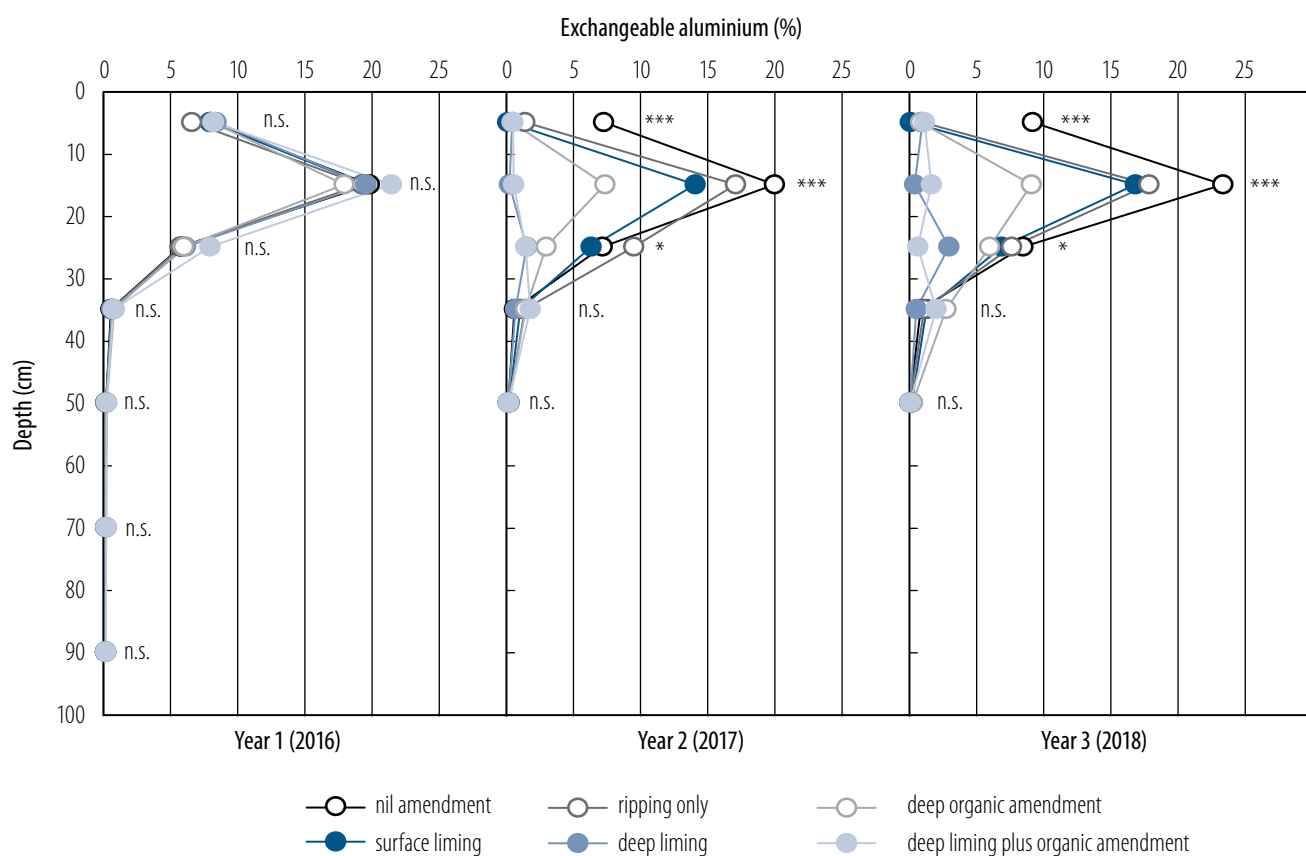 Exchangeable aluminium (%)
0 5 10 15 20 25 0 5 10 15 20 25 0 5 10 15 20 25
Depth (cm)
0
10
20
30
40
50
60
70
80
90
100
n.s.
n.s.
n.s.
n.s.
n.s.
n.s.
n.s.
***
***
*
n.s.
n.s.
***
***
*
n.s.
n.s.
Year 1 (2016) Year 2 (2017) Year 3 (2018)
nil amendment ripping only deep organic amendment
surface liming deep liming deep liming plus organic amendment